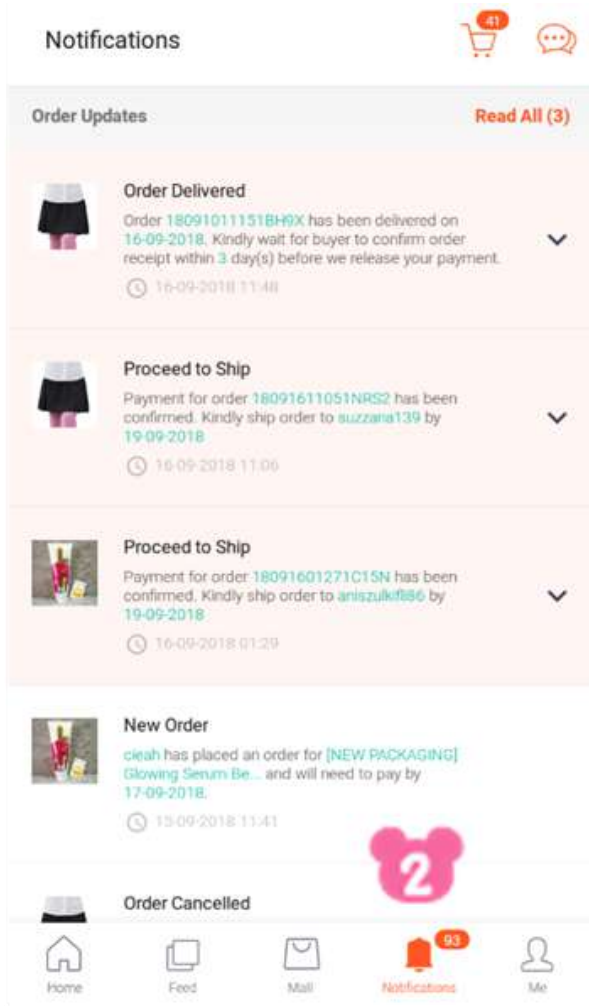 Notifications
41
Order Updates
Read All (3)
Order Delivered
Order 18091011151BH9X has been delivered on
16-09-2018. Kindly wait for buyer to confirm order
receipt within 3 day(s) before we release your payment.
16-09-2018 11:48
Proceed to Ship
Payment for order 18091611051NRS2 has been
confirmed. Kindly ship order to suzzana139 by
19-09-2018
16-09-2018 11:06
Proceed to Ship
Payment for order 18091601271C15N has been
confirmed. Kindly ship order to aniszulkifli86 by
19-09-2018
16-09-2018 01:29
New Order
cieah has placed an order for [NEW PACKAGING]
Glowing Serum Be... and will need to pay by
17-09-2018.
15-09-2018 11:41
2
Order Cancelled
93
Home
Feed
Mall
Notifications
Me